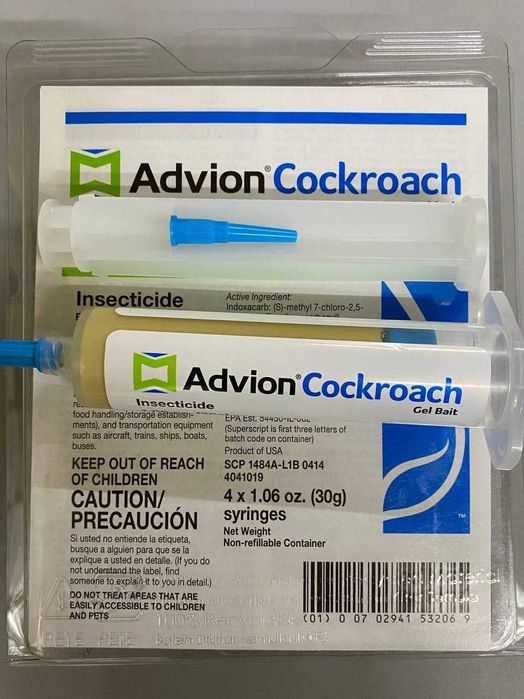 Advion® Cockroach
Insecticide
Active Ingredient:
Indoxacarb: (S)-methyl 7-chloro-2,5-
Advion® Cockroach
Insecticide
Gel Bait
food handling/storage establish-
ments), and transportation equipment
such as aircraft, trains, ships, boats,
buses.
KEEP OUT OF REACH
OF CHILDREN
CAUTION/
PRECAUCIÓN
Si usted no entiende la etiqueta,
busque a alguien para que se la
explique a usted en detalle. (If you do
not understand the label, find
someone to explain it to you in detail.)
DO NOT TREAT AREAS THAT ARE
EASILY ACCESSIBLE TO CHILDREN
AND PETS
EPA Est.
(Superscript is first three letters of
batch code on container)
Product of USA
SCP 1484A-L1B 0414
4041019
4 x 1.06 oz. (30g)
syringes
Net Weight
Non-refillable Container
TM
(01) 0 07 02941 53206 9
PETE PETE
100%